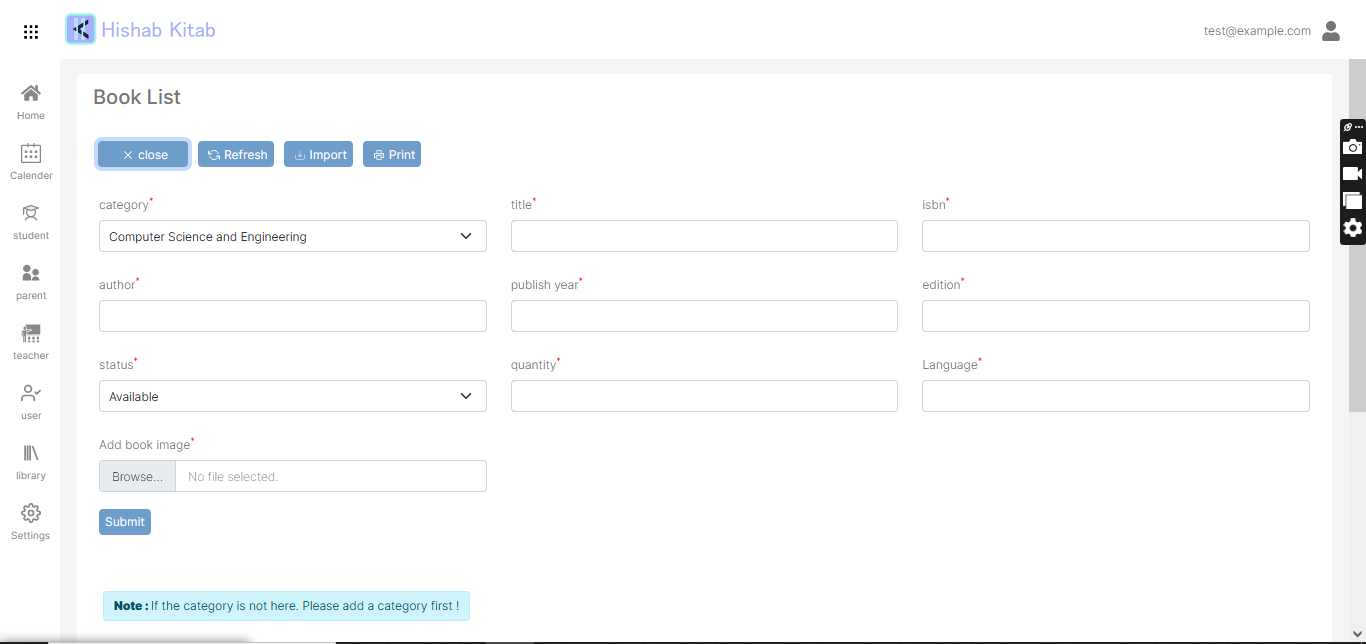 Hishab Kitab
test@example.com
Home
Calender
student
parent
teacher
user
library
Settings
Book List
close Refresh Import Print
category* title* isbn*
Computer Science and Engineering
author* publish year* edition*
status* quantity* Language*
Available
Add book image*
Browse... No file selected.
Submit
Note : If the category is not here. Please add a category first !